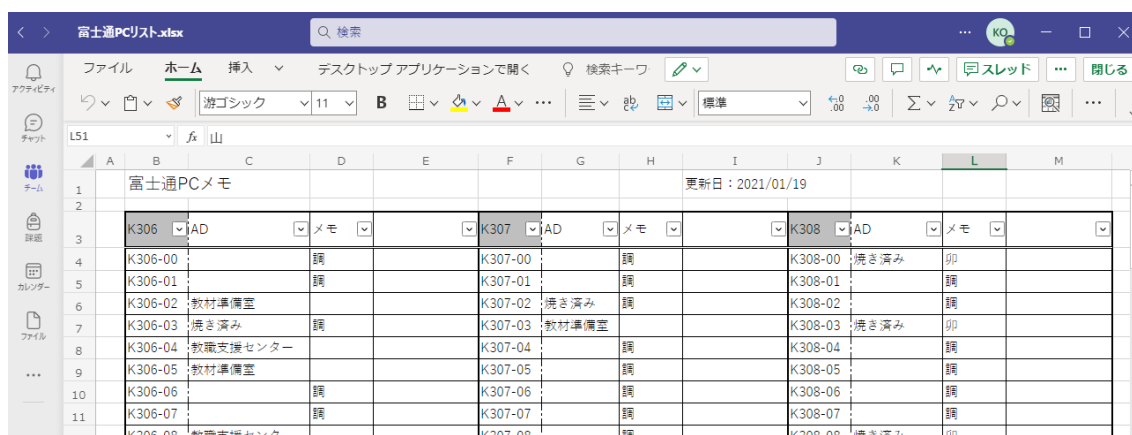 富士通PCリスト.xlsx 検索 ... KO
ファイル ホーム 挿入 デスクトップ アプリケーションで開く 検索キーワ スレッド ... 閉じる
アクティビティ
游ゴシック 11 B A ... ab 標準 .00 Σ ...
チャット
L51 fx 山
チーム
A B C D E F G H I J K L M
1 富士通PCメモ 更新日：2021/01/19
2
課題
3 K306 AD メモ K307 AD メモ K308 AD メモ
4 K306-00 調 K307-00 調 K308-00 焼き済み 卯
カレンダー
5 K306-01 調 K307-01 調 K308-01 調
6 K306-02 教材準備室 K307-02 焼き済み 調 K308-02 調
ファイル
7 K306-03 焼き済み 調 K307-03 教材準備室 K308-03 焼き済み 卯
8 K306-04 教職支援センター K307-04 調 K308-04 調
9 K306-05 教材準備室 K307-05 調 K308-05 調
...
10 K306-06 調 K307-06 調 K308-06 調
11 K306-07 調 K307-07 調 K308-07 調